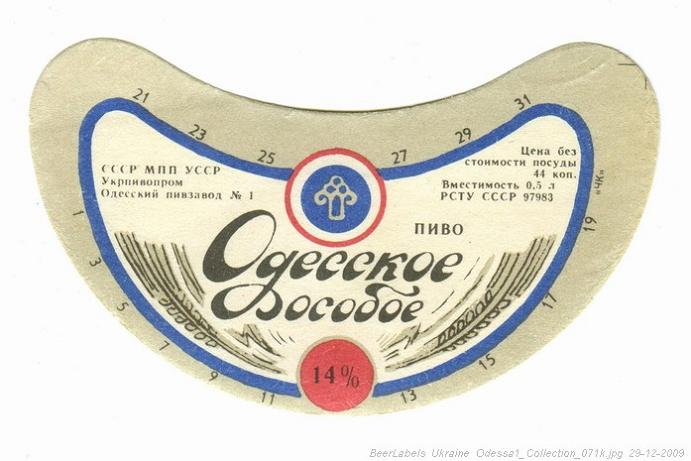 21
23
25
27
29
31
СССР МПП УССР
Укрпивопром
Одесский пивзавод № 1
Цена без
стоимости посуды
44 коп.
Вместимость 0,5 л
РСТУ СССР 97983
«ЧК»
ПИВО
Одесское
особое
14%
1
3
5
7
9
11
13
15
17
19
BeerLabels Ukraine Odessa1_Collection_071k.jpg 29-12-2009